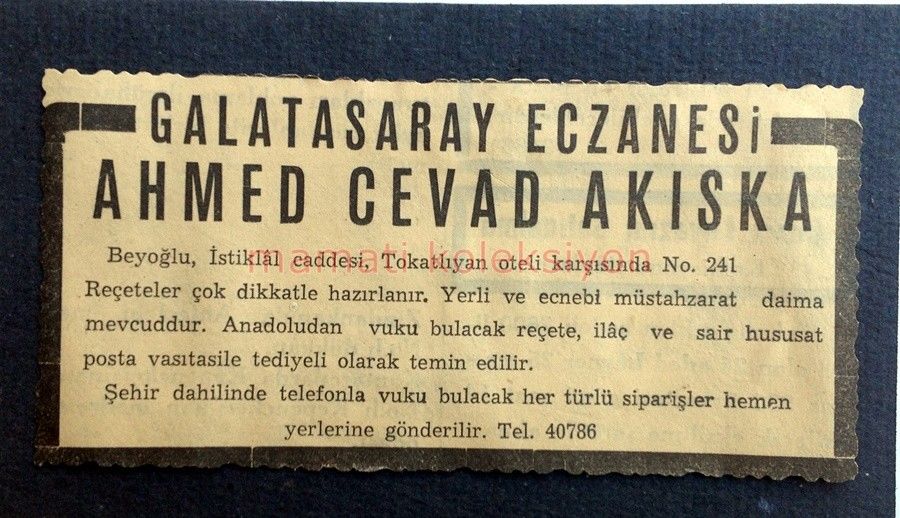 GALATASARAY ECZANESİ
AHMED CEVAD AKISKA
Beyoğlu, İstiklâl caddesi, Tokatlıyan oteli karşısında No. 241
mamati koleksiyon
Reçeteler çok dikkatle hazırlanır. Yerli ve ecnebi müstahzarat daima
mevcuddur. Anadoludan vuku bulacak reçete, ilâç ve sair hususat
posta vasıtasile tediyeli olarak temin edilir.
Şehir dahilinde telefonla vuku bulacak her türlü siparişler hemen
yerlerine gönderilir. Tel. 40786